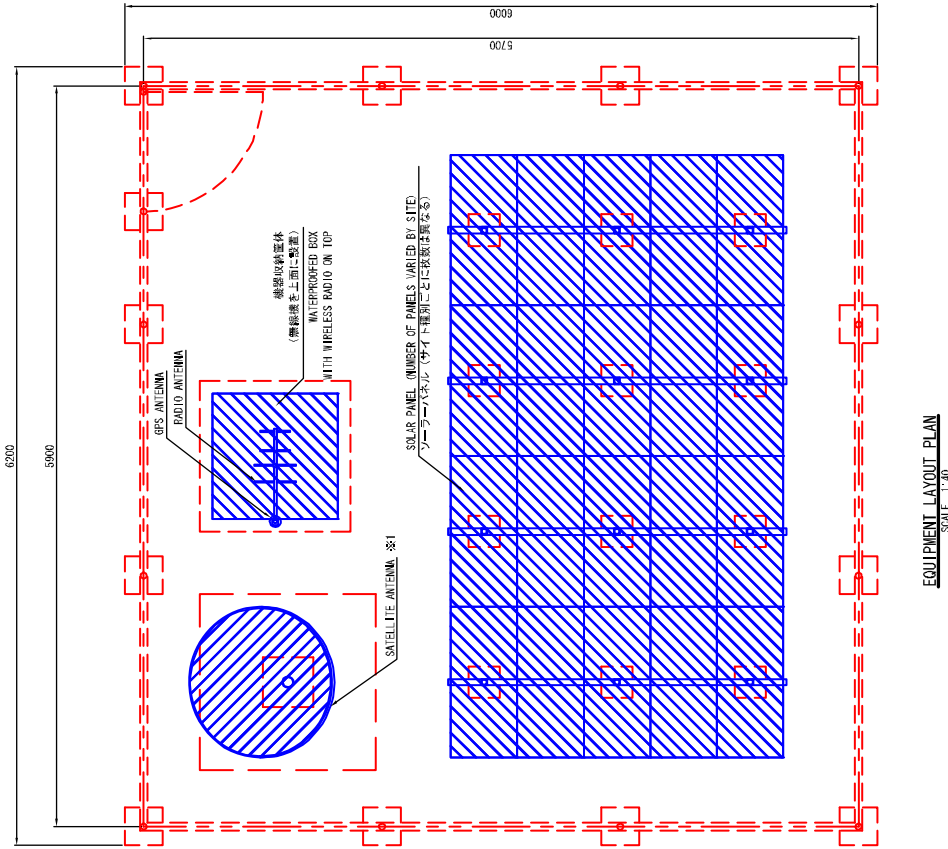 6200
5900
6000
5700
GPS ANTENNA
RADIO ANTENNA
機器収納筐体
(無線機を上面に設置)
WATERPROOFED BOX
WITH WIRELESS RADIO ON TOP
SATELLITE ANTENNA ※1
SOLAR PANEL (NUMBER OF PANELS VARIED BY SITE)
ソーラーパネル (サイト種別ごとに枚数は異なる)
EQUIPMENT LAYOUT PLAN
SCALE 1:40